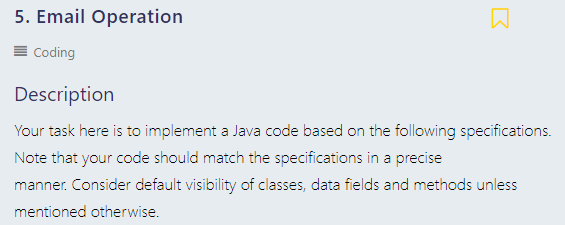 5. Email Operation
Coding
Description
Your task here is to implement a Java code based on the following specifications.
Note that your code should match the specifications in a precise
manner. Consider default visibility of classes, data fields and methods unless
mentioned otherwise.